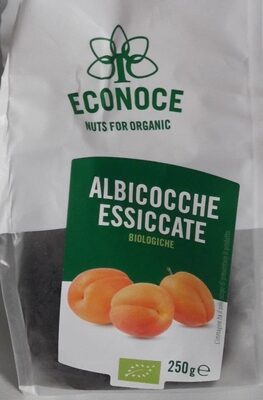 ECONOCE
NUTS FOR ORGANIC
ALBICOCCHE
ESSICCATE
BIOLOGICHE
250g e